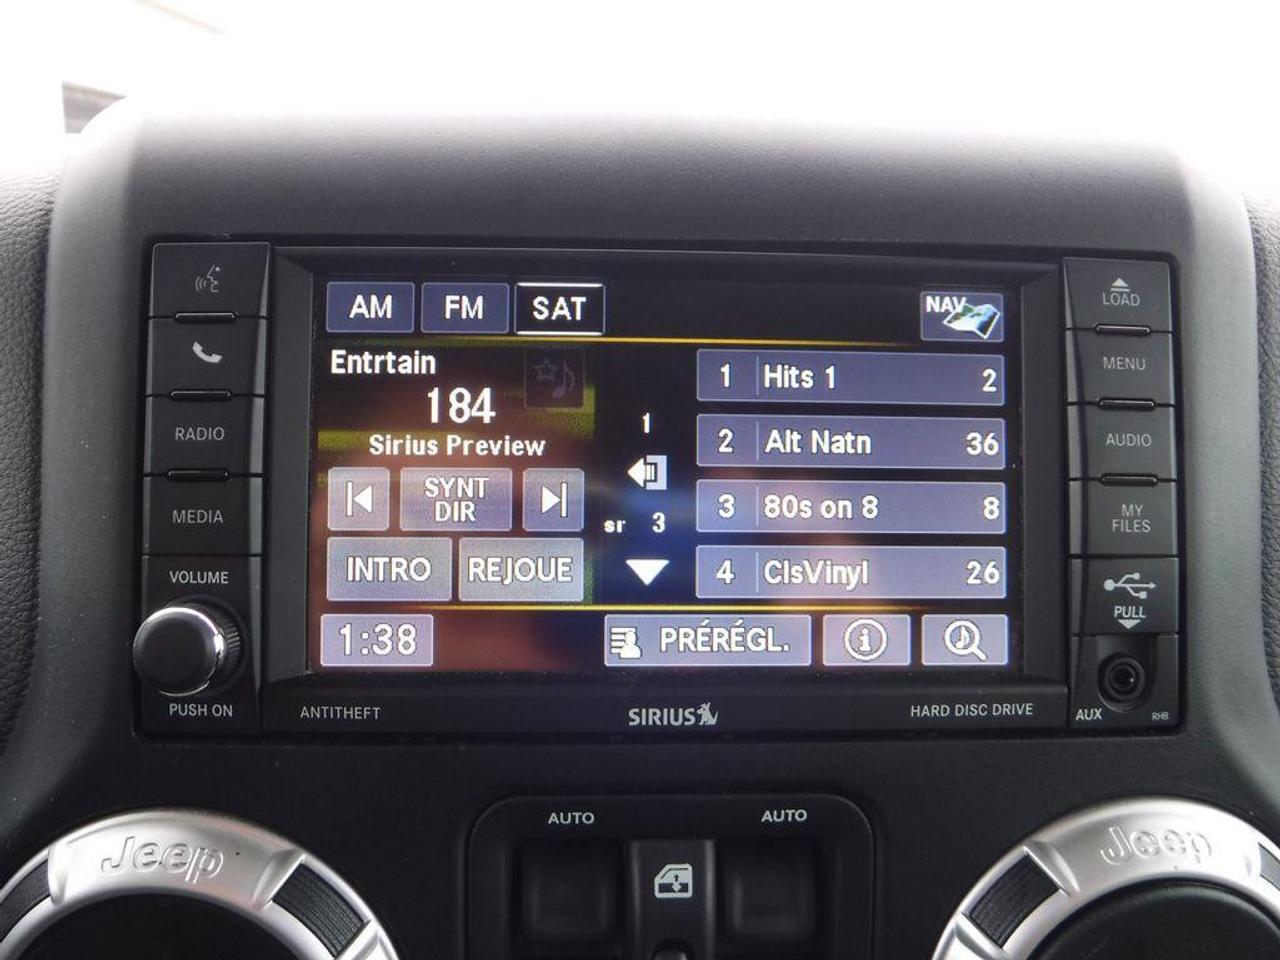 AM FM SAT NAV
Entrtain
184
Sirius Preview
SYNT
DIR
INTRO REJOUE
1:38
1
sr 3
1 Hits 1 2
2 Alt Natn 36
3 80s on 8 8
4 ClsVinyl 26
PRÉRÉGL.
RADIO
MEDIA
VOLUME
PUSH ON
LOAD
MENU
AUDIO
MY
FILES
PULL
AUX
RHB
ANTITHEFT
SIRIUS
HARD DISC DRIVE
AUTO
AUTO
Jeep
Jeep